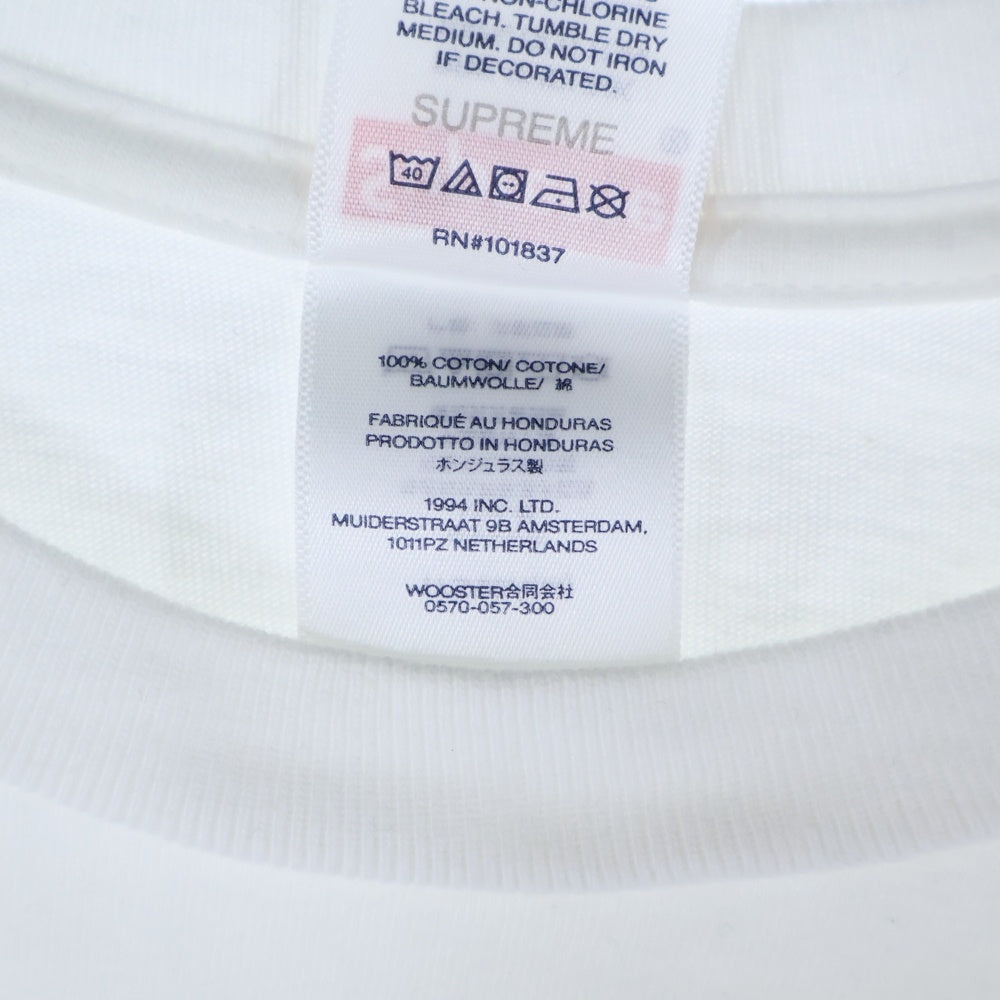 NON-CHLORINE
BLEACH. TUMBLE DRY
MEDIUM. DO NOT IRON
IF DECORATED.
SUPREME
40
RN#101837
100% COTON/ COTONE/
BAUMWOLLE/ 綿
FABRIQUÉ AU HONDURAS
PRODOTTO IN HONDURAS
ホンジュラス製
1994 INC. LTD.
MUIDERSTRAAT 9B AMSTERDAM,
1011PZ NETHERLANDS
WOOSTER合同会社
0570-057-300